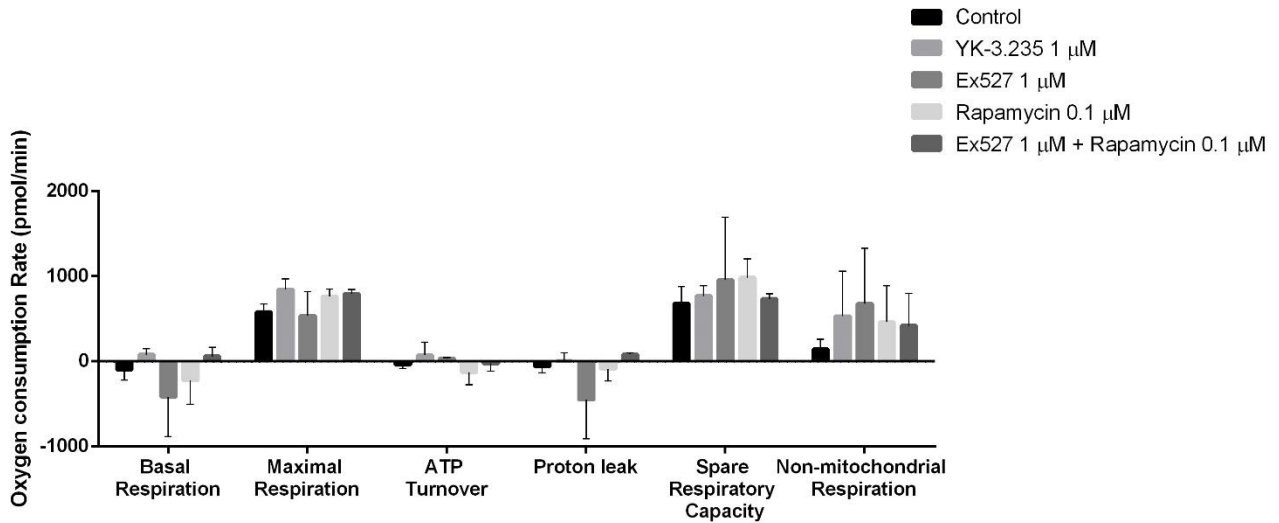 Control
YK-3.235 1 μM
Ex527 1 μM
Rapamycin 0.1 μM
Ex527 1 μM + Rapamycin 0.1 μM
Oxygen consumption Rate (pmol/min)
2000
1000
0
-1000
Basal
Respiration
Maximal
Respiration
ATP
Turnover
Proton leak
Spare
Respiratory
Capacity
Non-mitochondrial
Respiration